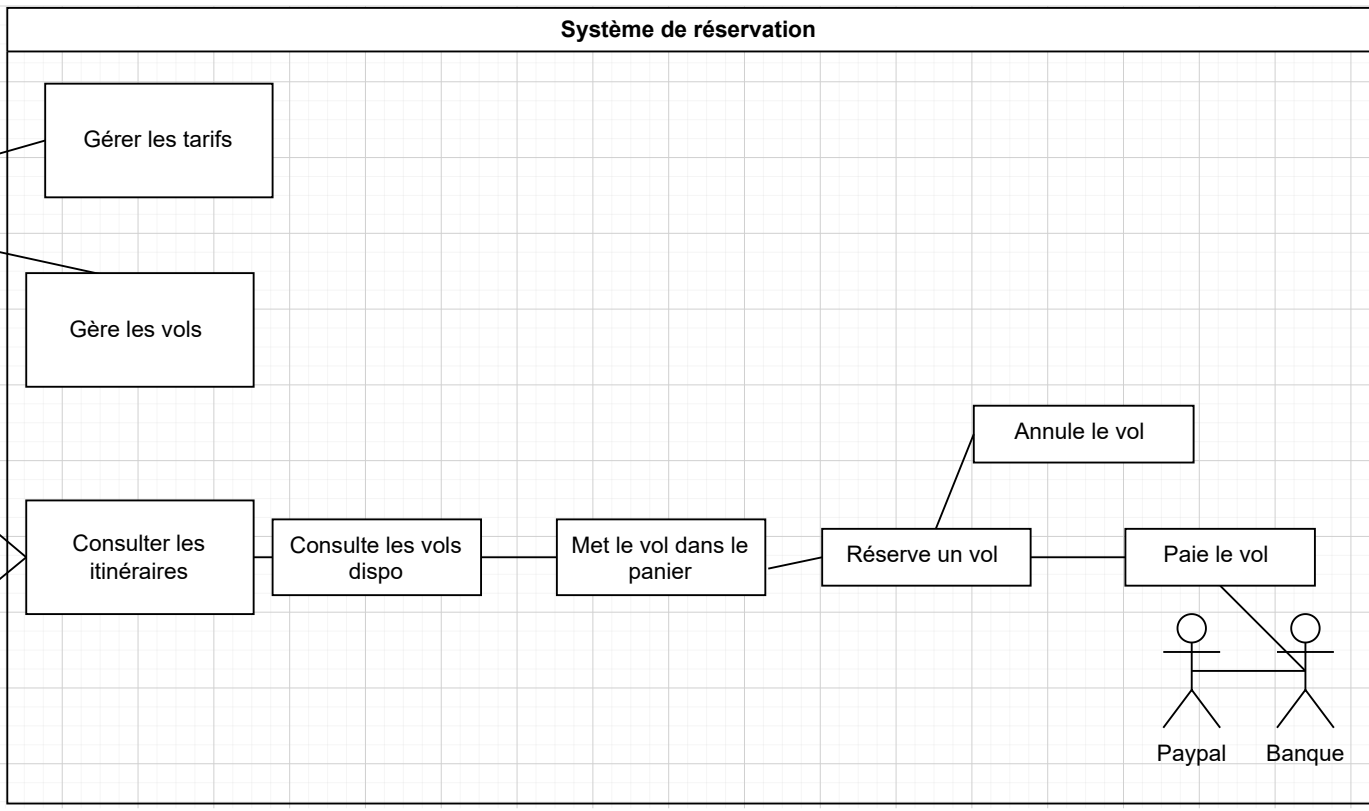 Système de réservation
Gérer les tarifs
Gère les vols
Annule le vol
Consulter les
itinéraires
Consulte les vols
dispo
Met le vol dans le
panier
Réserve un vol
Paie le vol
Paypal
Banque